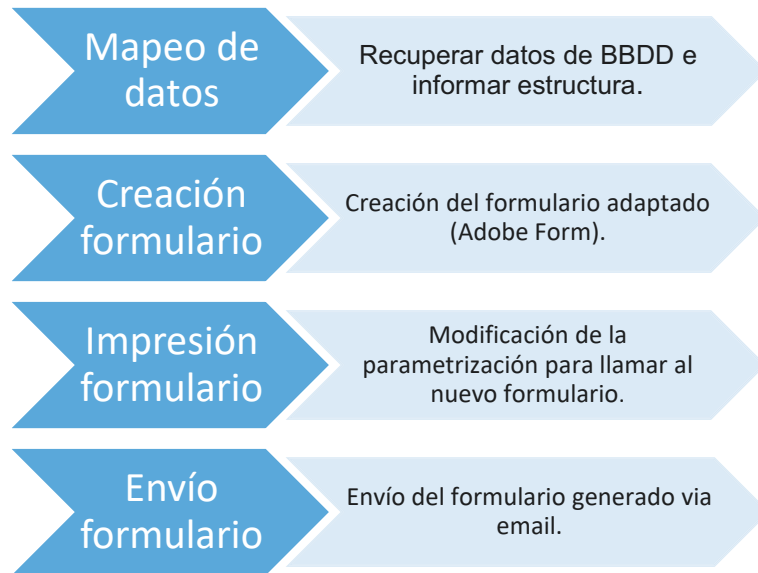 Mapeo de
datos
Recuperar datos de BBDD e
informar estructura.
Creación
formulario
Creación del formulario adaptado
(Adobe Form).
Impresión
formulario
Modificación de la
parametrización para llamar al
nuevo formulario.
Envío
formulario
Envío del formulario generado via
email.